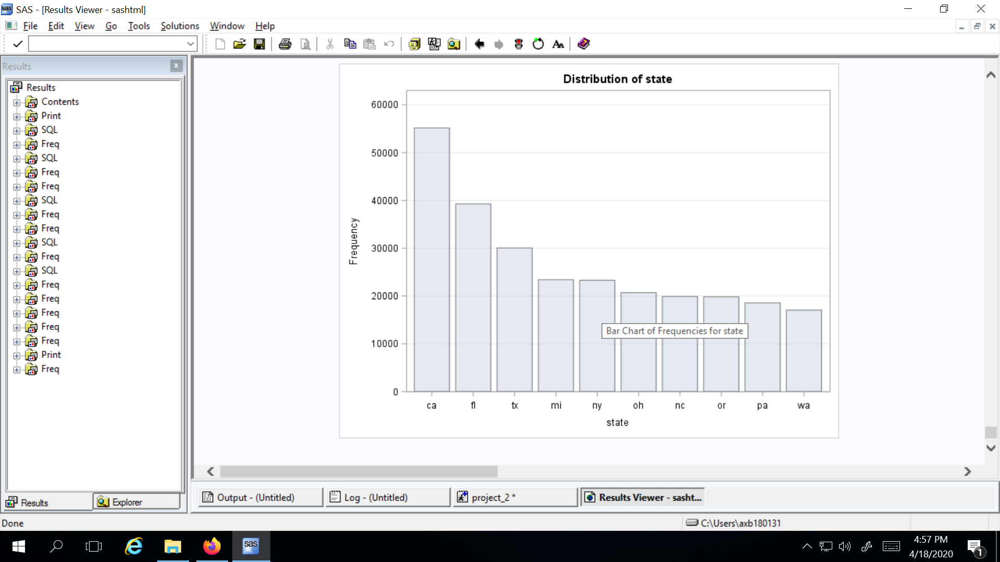 SAS - [Results Viewer - sashtml]
File Edit View Go Tools Solutions Window Help
Results
Results
Contents
Print
SQL
Freq
SQL
Freq
Freq
SQL
Freq
Freq
SQL
Freq
SQL
Freq
Freq
Freq
Freq
Freq
Print
Freq
Results Explorer
Distribution of state
60000
50000
40000
30000
20000
10000
0
Frequency
Bar Chart of Frequencies for state
ca fl tx mi ny oh nc or pa wa
state
Output - (Untitled) Log - (Untitled) project_2 * Results Viewer - sasht...
Done C:\Users\axb180131
sas
4:57 PM
4/18/2020
1